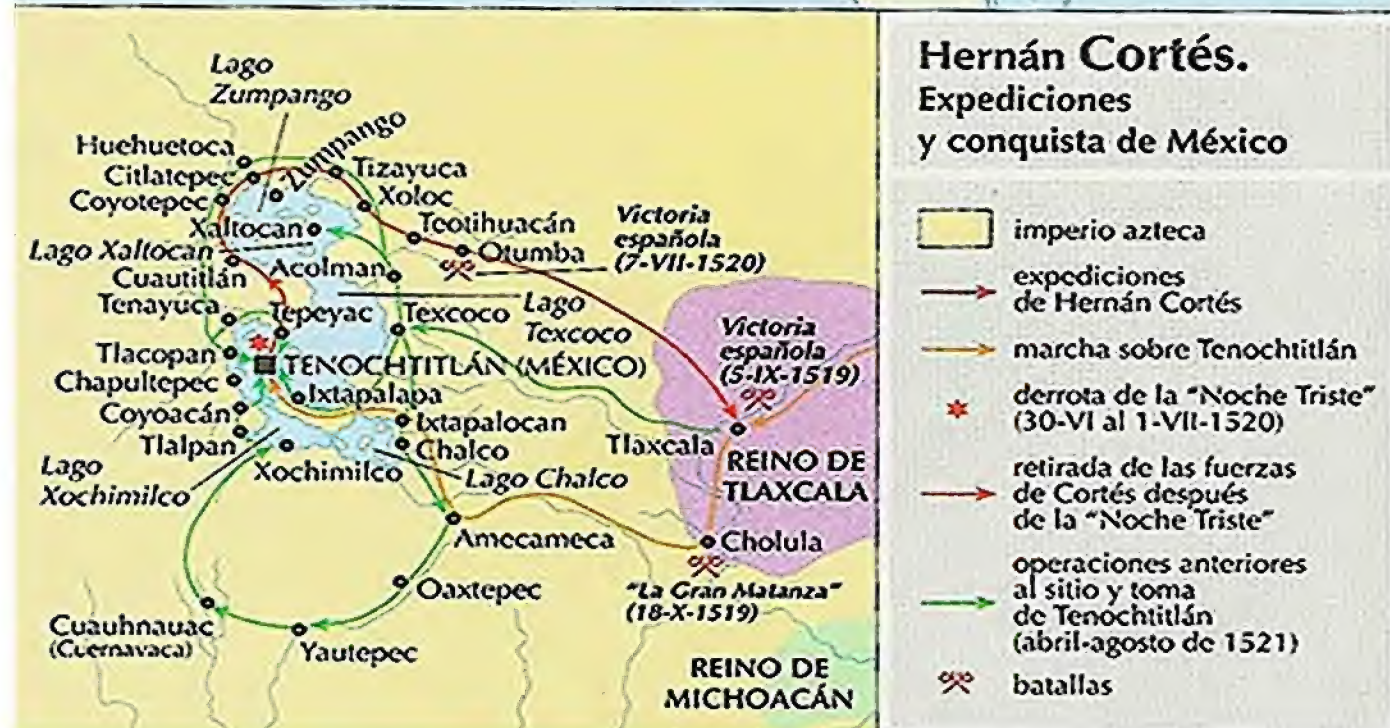 Hernán Cortés.
Expediciones
y conquista de México
imperio azteca
expediciones
de Hernán Cortés
marcha sobre Tenochtitlán
derrota de la "Noche Triste"
(30-VI al 1-VII-1520)
retirada de las fuerzas
de Cortés después
de la "Noche Triste"
operaciones anteriores
al sitio y toma
de Tenochtitlán
(abril-agosto de 1521)
batallas
Lago
Zumpango
Huehuetoca
Zumpango
Citlatepec
Tizayuca
Coyotepec
Xoloc
Xaltocan
Teotihuacán
Victoria
española
(7-VII-1520)
Lago Xaltocan
Otumba
Cuautitlán
Acolman
Tenayuca
Tepeyac
Texcoco
Lago
Texcoco
Victoria
española
(5-IX-1519)
Tlacopan
TENOCHTITLÁN (MÉXICO)
Chapultepec
Ixtapalapa
Coyoacán
Ixtapalocan
Tlalpan
Chalco
Tlaxcala
REINO DE
TLAXCALA
Lago
Xochimilco
Xochimilco
Lago Chalco
Amecameca
Cholula
Oaxtepec
"La Gran Matanza"
(18-X-1519)
Cuauhnauac
(Cuernavaca)
Yautepec
REINO DE
MICHOACÁN